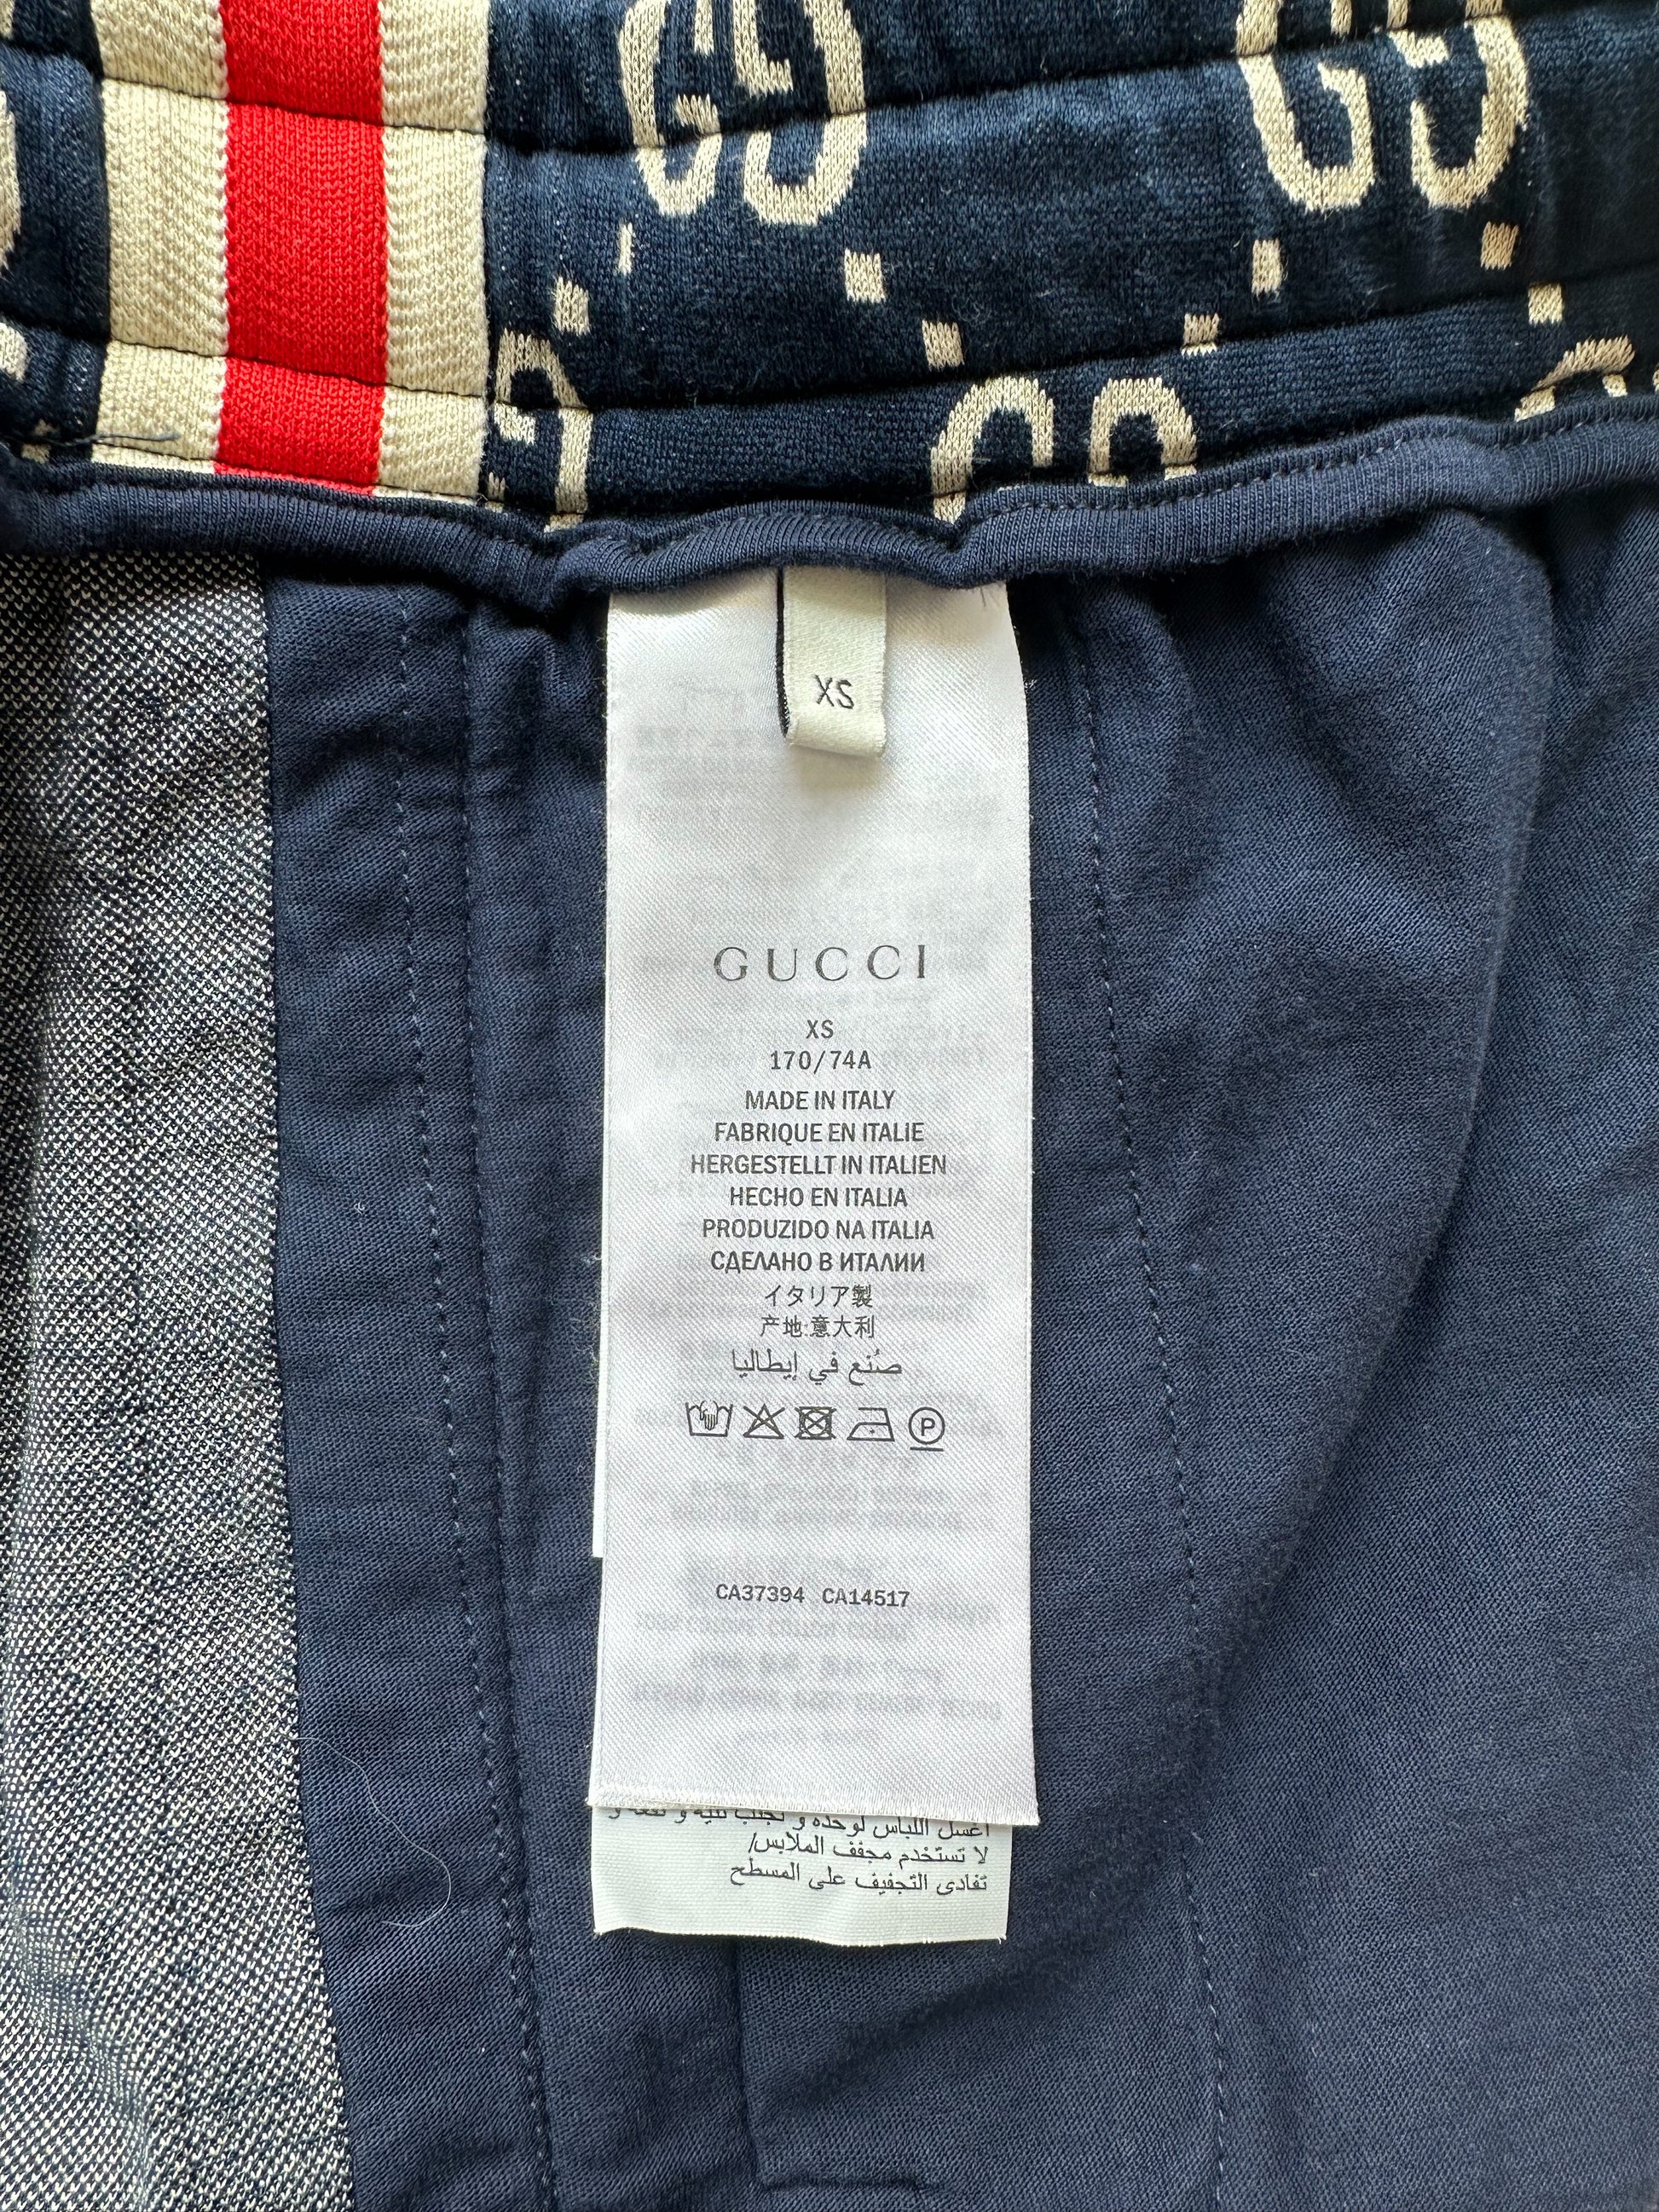 XS
GUCCI
XS
170/74A
MADE IN ITALY
FABRIQUE EN ITALIE
HERGESTELLT IN ITALIEN
HECHO EN ITALIA
PRODUZIDO NA ITALIA
СДЕЛАНО В ИТАЛИИ
イタリア製
产地:意大利
صُنع في إيطاليا
P
CA37394 CA14517
اغسل اللباس لوحده و تجنب
لا تستخدم مجفف الملابس/
تفادى التجفيف على المسطح